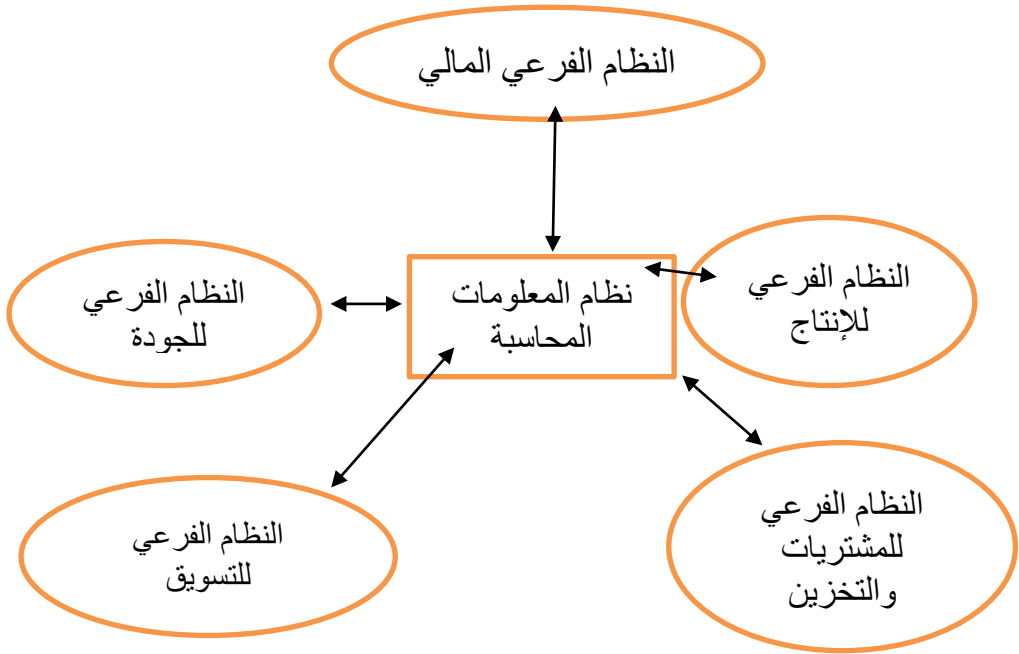 النظام الفرعي المالي
النظام الفرعي
للإنتاج
نظام المعلومات
المحاسبة
النظام الفرعي
للجودة
النظام الفرعي
للمشتريات
والتخزين
النظام الفرعي
للتسويق